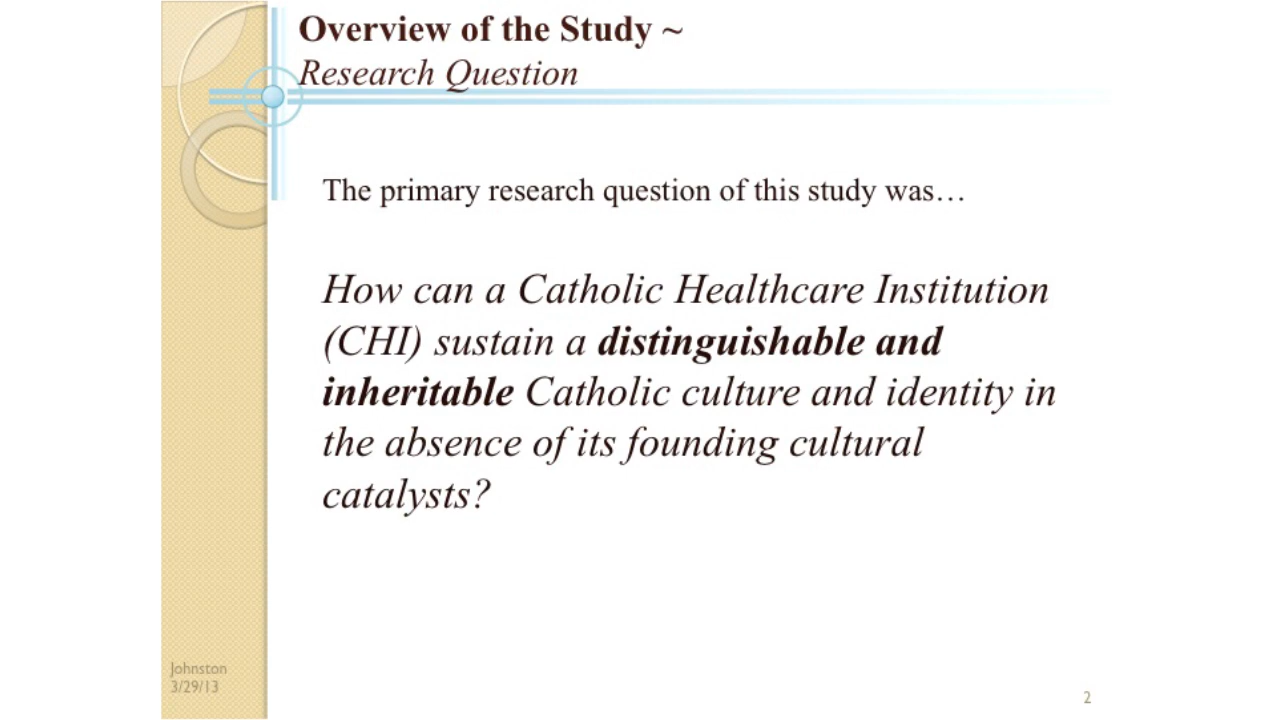 Overview of the Study ~
Research Question
The primary research question of this study was…
How can a Catholic Healthcare Institution
(CHI) sustain a distinguishable and
inheritable Catholic culture and identity in
the absence of its founding cultural
catalysts?
Johnston
3/29/13
2